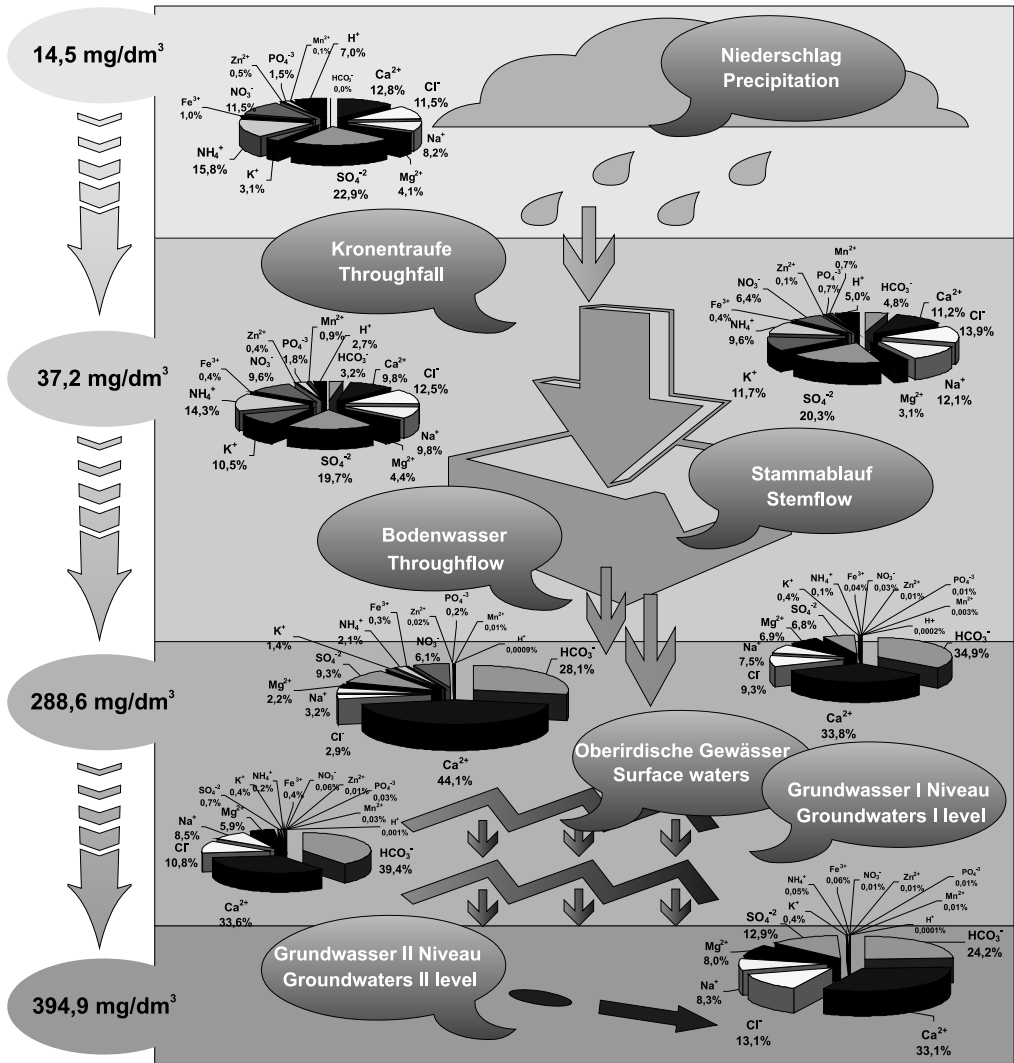 14,5 mg/dm³
Niederschlag
Precipitation
Mn²⁺
0,1%
H⁺
7,0%
Zn²⁺
0,5%
PO₄⁻³
1,5%
HCO₃⁻
0,0%
Ca²⁺
12,8%
Cl⁻
11,5%
NO₃⁻
11,5%
Fe³⁺
1,0%
Na⁺
8,2%
NH₄⁺
15,8%
K⁺
3,1%
SO₄⁻²
22,9%
Mg²⁺
4,1%
Kronentraufe
Throughfall
37,2 mg/dm³
Mn²⁺
0,9%
H⁺
2,7%
Zn²⁺
0,4%
PO₄⁻³
1,8%
HCO₃⁻
3,2%
Ca²⁺
9,8%
Cl⁻
12,5%
Fe³⁺
0,4%
NO₃⁻
9,6%
NH₄⁺
14,3%
Na⁺
9,8%
K⁺
10,5%
SO₄⁻²
19,7%
Mg²⁺
4,4%
Mn²⁺
0,7%
Zn²⁺
0,1%
PO₄⁻³
0,7%
H⁺
5,0%
HCO₃⁻
4,8%
NO₃⁻
6,4%
Ca²⁺
11,2%
Cl⁻
13,9%
Fe³⁺
0,4%
NH₄⁺
9,6%
K⁺
11,7%
SO₄⁻²
20,3%
Mg²⁺
3,1%
Na⁺
12,1%
Stammablauf
Stemflow
Bodenwasser
Throughflow
288,6 mg/dm³
PO₄⁻³
0,2%
Zn²⁺
0,02%
Mn²⁺
0,01%
Fe³⁺
0,3%
NH₄⁺
2,1%
H⁺
0,0009%
K⁺
1,4%
NO₃⁻
6,1%
HCO₃⁻
28,1%
SO₄⁻²
9,3%
Mg²⁺
2,2%
Na⁺
3,2%
Cl⁻
2,9%
Ca²⁺
44,1%
NH₄⁺
0,1%
Fe³⁺
0,04%
NO₃⁻
0,03%
Zn²⁺
0,01%
PO₄⁻³
0,01%
K⁺
0,4%
Mn²⁺
0,003%
SO₄⁻²
6,8%
H+
0,0002%
Mg²⁺
6,9%
HCO₃⁻
34,9%
Na⁺
7,5%
Cl⁻
9,3%
Ca²⁺
33,8%
Oberirdische Gewässer
Surface waters
Grundwasser I Niveau
Groundwaters I level
NH₄⁺
0,2%
Fe³⁺
0,4%
NO₃⁻
0,06%
Zn²⁺
0,01%
PO₄⁻³
0,03%
K⁺
0,4%
SO₄⁻²
0,7%
Mn²⁺
0,03%
Mg²⁺
5,9%
H⁺
0,001%
Na⁺
8,5%
Cl⁻
10,8%
HCO₃⁻
39,4%
Ca²⁺
33,6%
Grundwasser II Niveau
Groundwaters II level
394,9 mg/dm³
Fe³⁺
0,06%
NO₃⁻
0,01%
Zn²⁺
0,01%
PO₄⁻³
0,01%
NH₄⁺
0,05%
Mn²⁺
0,01%
K⁺
0,4%
H⁺
0,0001%
SO₄⁻²
12,9%
HCO₃⁻
24,2%
Mg²⁺
8,0%
Na⁺
8,3%
Cl⁻
13,1%
Ca²⁺
33,1%